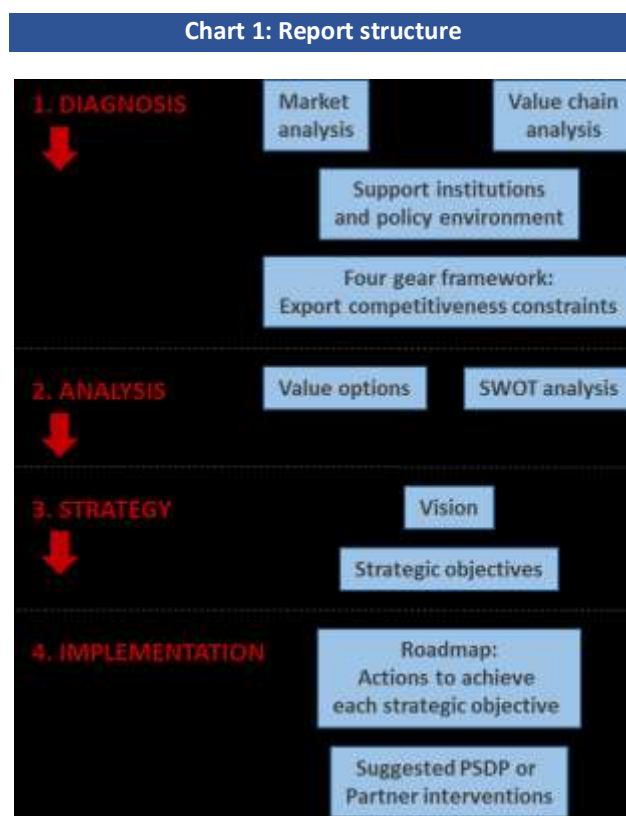 Chart 1: Report structure
1. DIAGNOSIS
Market
analysis
Value chain
analysis
Support institutions
and policy environment
Four gear framework:
Export competitiveness constraints
2. ANALYSIS
Value options
SWOT analysis
3. STRATEGY
Vision
Strategic objectives
4. IMPLEMENTATION
Roadmap:
Actions to achieve
each strategic objective
Suggested PSDP or
Partner interventions